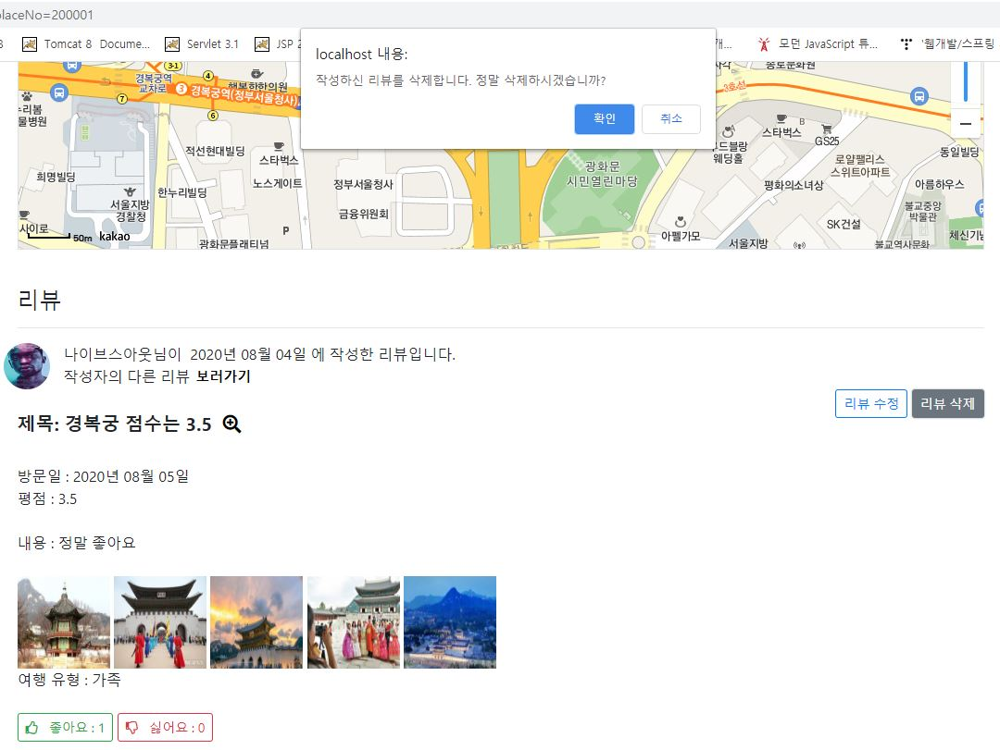 placeNo=200001
Tomcat 8 Docume...
Servlet 3.1
JSP 2
모던 JavaScript 튜...
'웹개발/스프링
localhost 내용:
작성하신 리뷰를 삭제합니다. 정말 삭제하시겠습니까?
확인
취소
경복궁역
교차로
3-1
4
행복한한의원
3 경복궁역(정부서울청사)
7
6
물병원
적선현대빌딩
스타벅스
희명빌딩
한누리빌딩
노스게이트
서울지방
경찰청
사이로
50m
kakao
P
광화문플래티넘
정부서울청사
금융위원회
광화문
시민열린마당
3호선
종로문화원
스타벅스
B
GS25
웨딩홀
로얄팰리스
스위트아파트
동일빌딩
평화의소녀상
아름하우스
불교중앙
박물관
SK건설
아펠가모
서울지방
불교역사문화
체신기념
리뷰
나이브스아웃님이 2020년 08월 04일 에 작성한 리뷰입니다.
작성자의 다른 리뷰 보러가기
리뷰 수정
리뷰 삭제
제목: 경복궁 점수는 3.5
방문일 : 2020년 08월 05일
평점 : 3.5
내용 : 정말 좋아요
여행 유형 : 가족
좋아요 : 1
싫어요 : 0